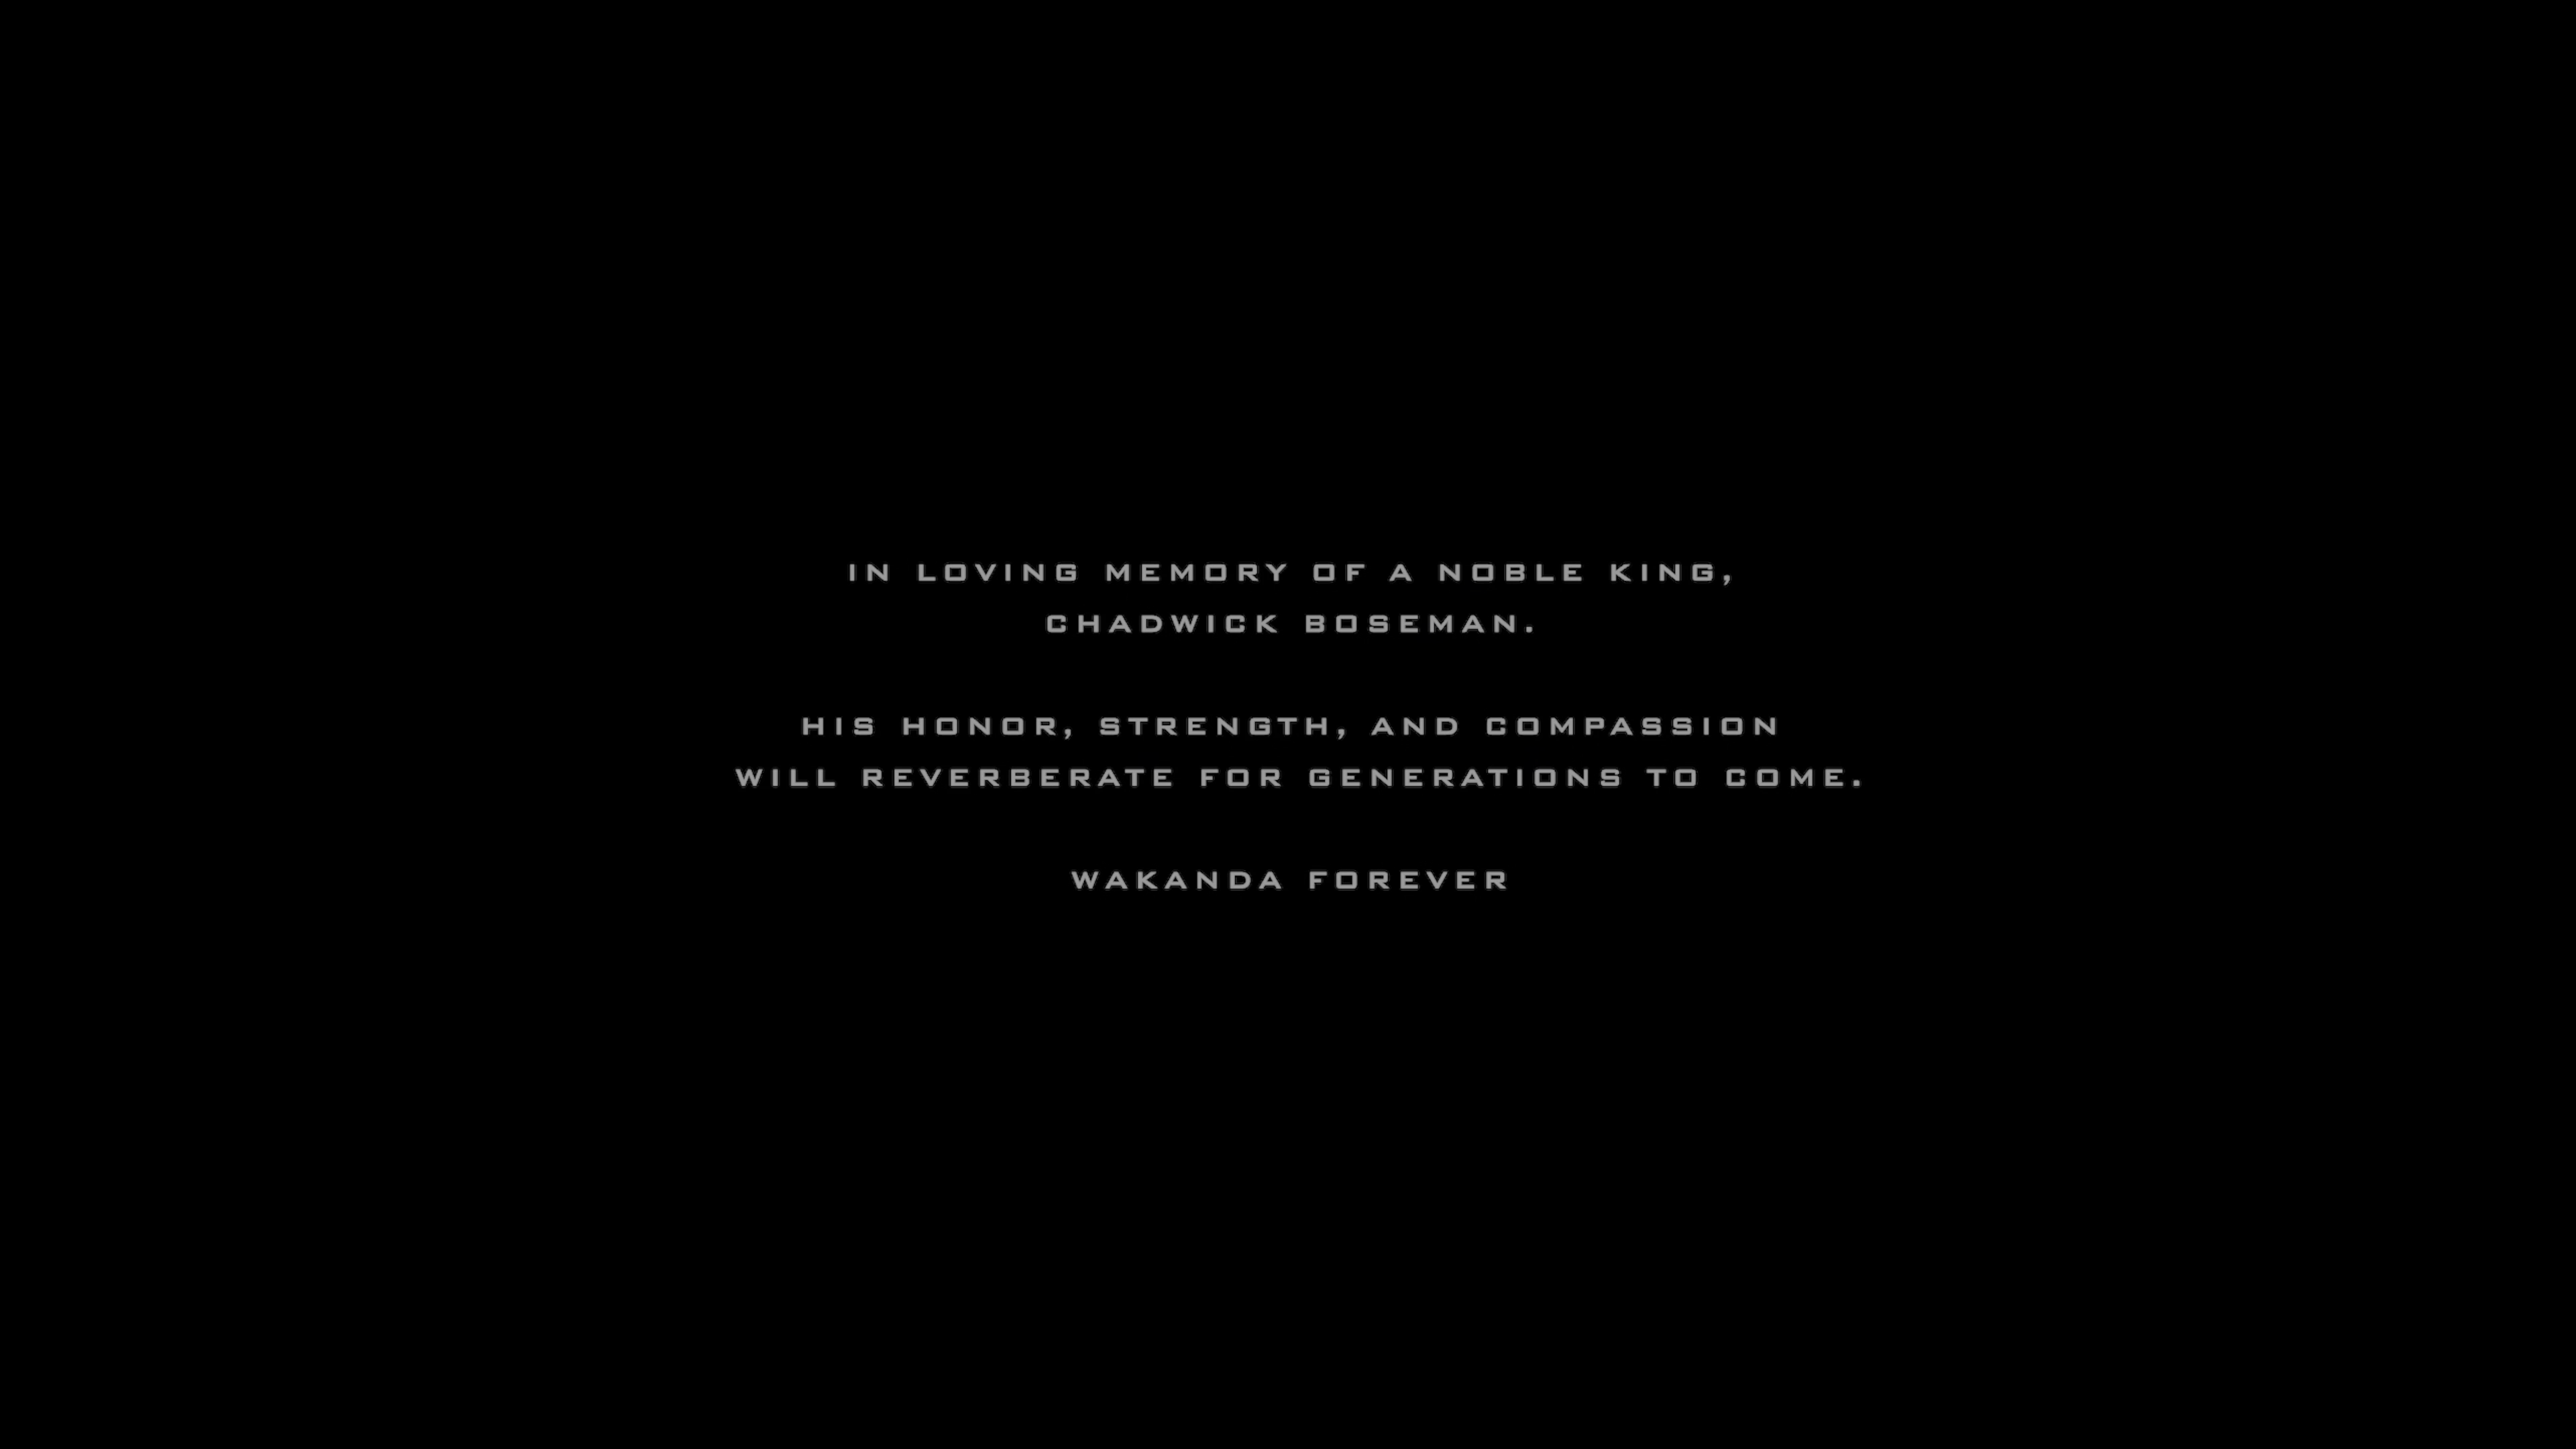 IN LOVING MEMORY OF A NOBLE KING,
CHADWICK BOSEMAN.
HIS HONOR, STRENGTH, AND COMPASSION
WILL REVERBERATE FOR GENERATIONS TO COME.
WAKANDA FOREVER